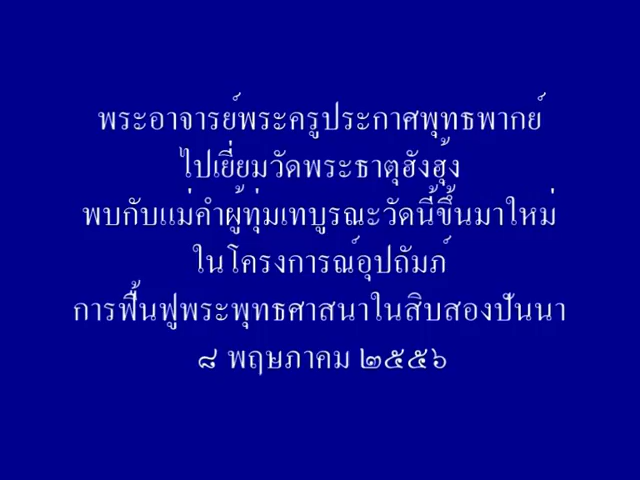 พระอาจารย์พระครูประกาศพุทธพากย์
ไปเยี่ยมวัดพระธาตุฮังฮุ้ง
พบกับแม่คำผู้ทุ่มเทบูรณะวัดนี้ขึ้นมาใหม่
ในโครงการณ์อุปถัมภ์
การฟื้นฟูพระพุทธศาสนาในสิบสองปันนา
๘ พฤษภาคม ๒๕๕๖